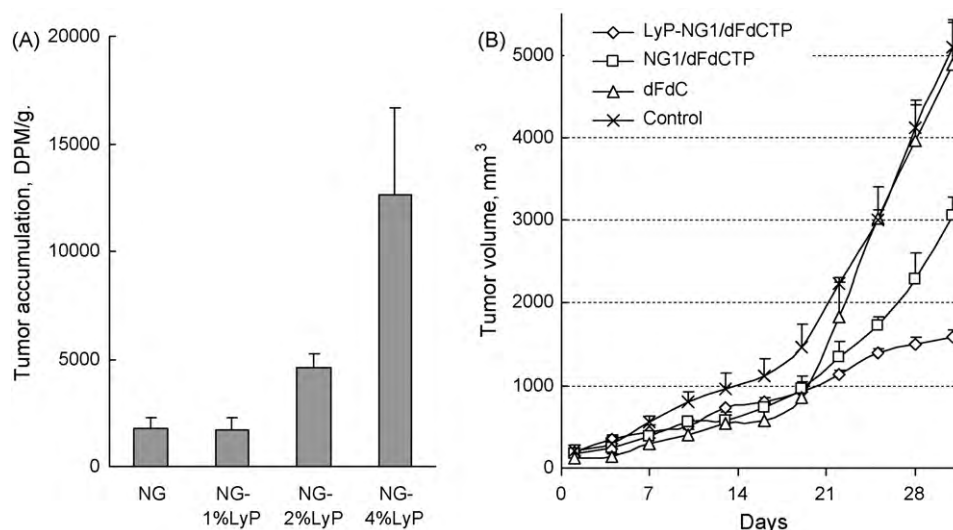 (A)
Tumor accumulation, DPM/g.
20000
15000
10000
5000
0
NG
NG-
1%LyP
NG-
2%LyP
NG-
4%LyP
(B)
LyP-NG1/dFdCTP
NG1/dFdCTP
dFdC
Control
Tumor volume, mm³
5000
4000
3000
2000
1000
0
0 7 14 21 28
Days